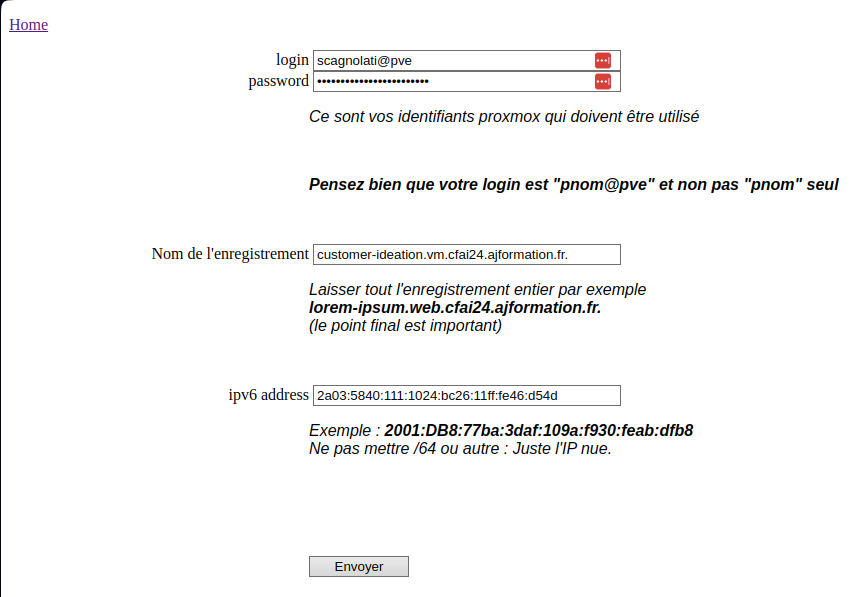 Home
login scagnolati@pve
password •••••••••••••••••••••••
Ce sont vos identifiants proxmox qui doivent être utilisé
Pensez bien que votre login est "pnom@pve" et non pas "pnom" seul
Nom de l'enregistrement customer-ideation.vm.cfai24.ajformation.fr.
Laisser tout l'enregistrement entier par exemple
lorem-ipsum.web.cfai24.ajformation.fr.
(le point final est important)
ipv6 address 2a03:5840:111:1024:bc26:11ff:fe46:d54d
Exemple : 2001:DB8:77ba:3daf:109a:f930:feab:dfb8
Ne pas mettre /64 ou autre : Juste l'IP nue.
Envoyer